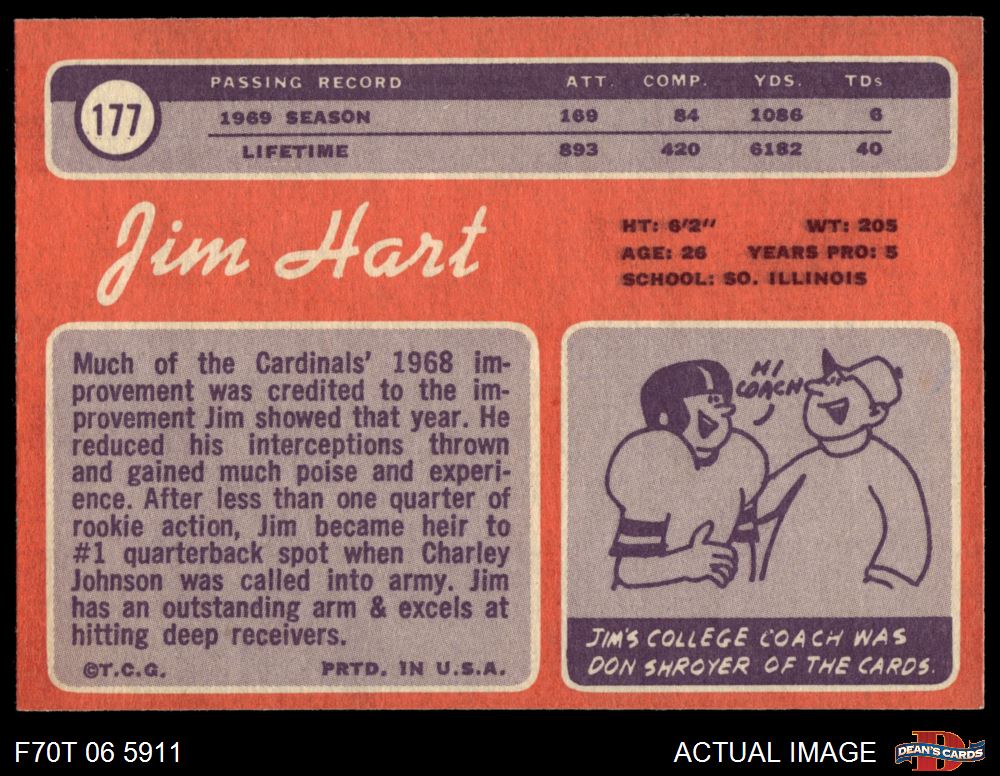 177
PASSING RECORD ATT. COMP. YDS. TDs
1969 SEASON 169 84 1086 6
LIFETIME 893 420 6182 40
Jim Hart
HT: 6'2" WT: 205
AGE: 26 YEARS PRO: 5
SCHOOL: SO. ILLINOIS
Much of the Cardinals' 1968 im-
provement was credited to the im-
provement Jim showed that year. He
reduced his interceptions thrown
and gained much poise and experi-
ence. After less than one quarter of
rookie action, Jim became heir to
#1 quarterback spot when Charley
Johnson was called into army. Jim
has an outstanding arm & excels at
hitting deep receivers.
©T.C.G. PRTD. IN U.S.A.
HI
COACH
JIM'S COLLEGE COACH WAS
DON SHROYER OF THE CARDS.
F70T 06 5911
ACTUAL IMAGE
DEAN'S CARDS